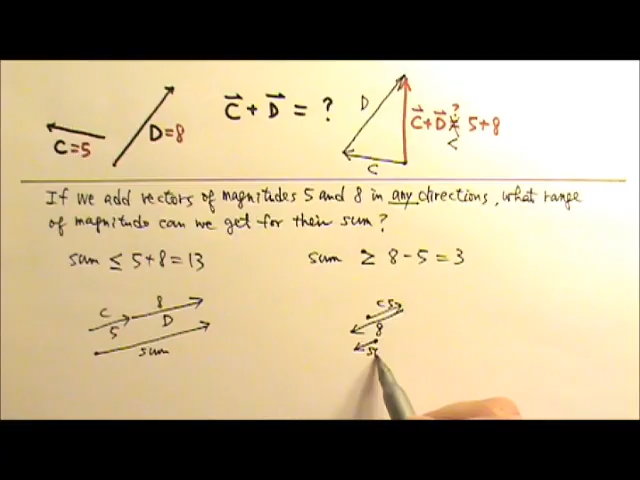 C=5
D=8
C + D = ?
D
C
C+D ?
= 5+8
<
If we add vectors of magnitudes 5 and 8 in any directions, what range
of magnitude can we get for their sum?
sum ≤ 5+8=13
sum ≥ 8-5=3
C 8
5 D
sum
C 5
8